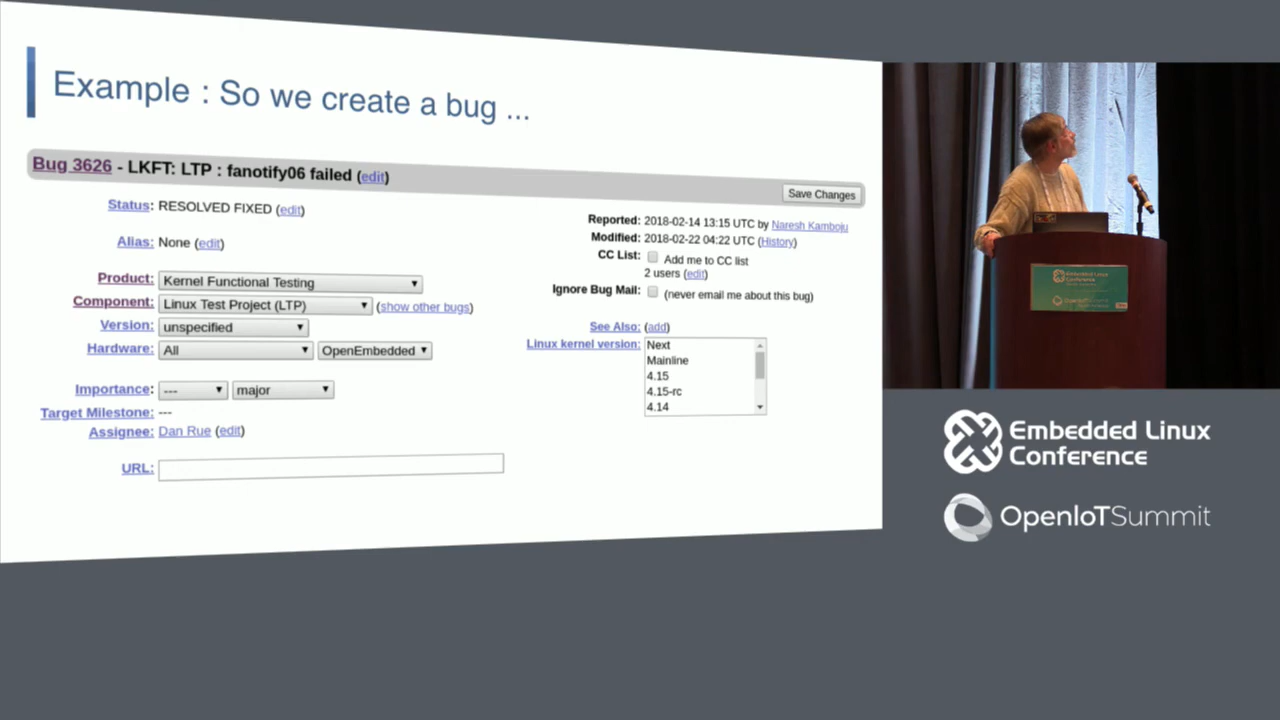 Example : So we create a bug ...
Bug 3626 - LKFT: LTP : fanotify06 failed (edit)
Save Changes
Status: RESOLVED FIXED (edit)
Alias: None (edit)
Product: Kernel Functional Testing
Component: Linux Test Project (LTP) (show other bugs)
Version: unspecified
Hardware: All OpenEmbedded
Importance: --- major
Target Milestone: ---
Assignee: Dan Rue (edit)
URL:
Reported: 2018-02-14 13:15 UTC by Naresh Kamboju
Modified: 2018-02-22 04:22 UTC (History)
CC List: Add me to CC list
2 users (edit)
Ignore Bug Mail: (never email me about this bug)
See Also: (add)
Linux kernel version: Next
Mainline
4.15
4.15-rc
4.14
Embedded Linux
Conference
Embedded Linux
Conference
OpenIoTSummit